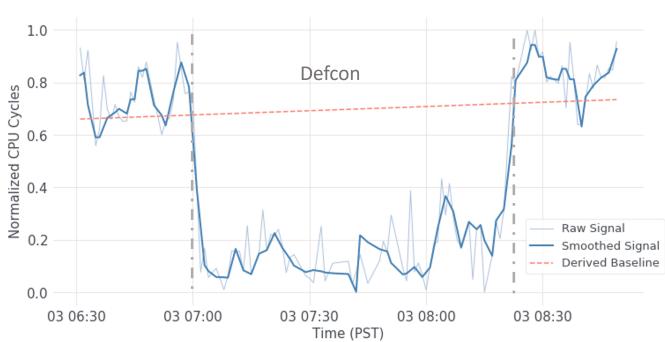 Defcon
Normalized CPU Cycles
1.0
0.8
0.6
0.4
0.2
0.0
Raw Signal
Smoothed Signal
Derived Baseline
03 06:30 03 07:00 03 07:30 03 08:00 03 08:30
Time (PST)